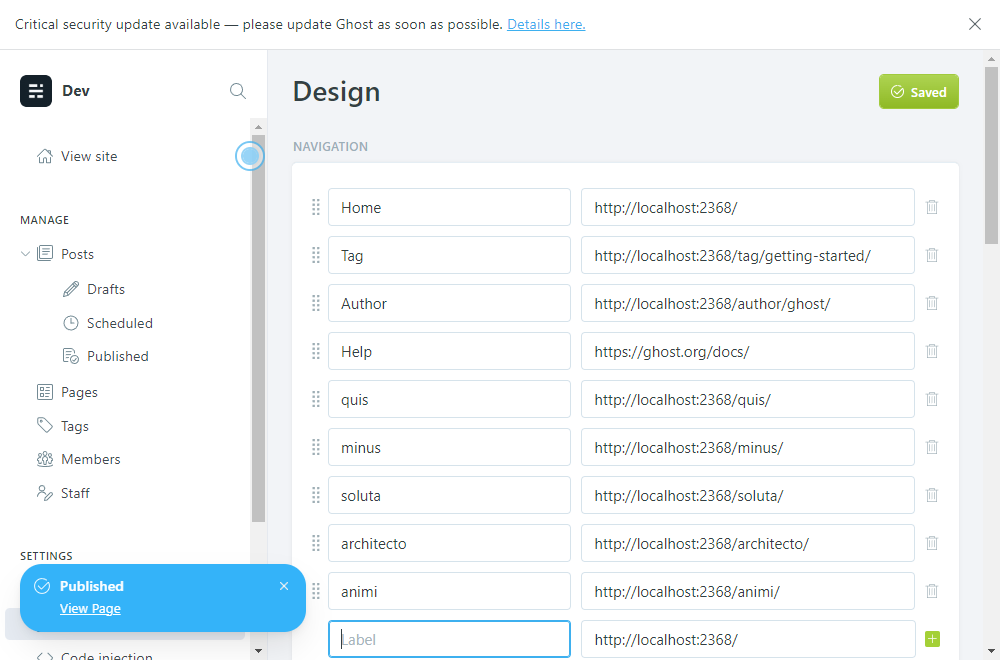 Critical security update available — please update Ghost as soon as possible. Details here.
Dev
View site
MANAGE
Posts
Drafts
Scheduled
Published
Pages
Tags
Members
Staff
SETTINGS
Published
View Page
Code injection
Design
Saved
NAVIGATION
Home http://localhost:2368/
Tag http://localhost:2368/tag/getting-started/
Author http://localhost:2368/author/ghost/
Help https://ghost.org/docs/
quis http://localhost:2368/quis/
minus http://localhost:2368/minus/
soluta http://localhost:2368/soluta/
architecto http://localhost:2368/architecto/
animi http://localhost:2368/animi/
Label http://localhost:2368/